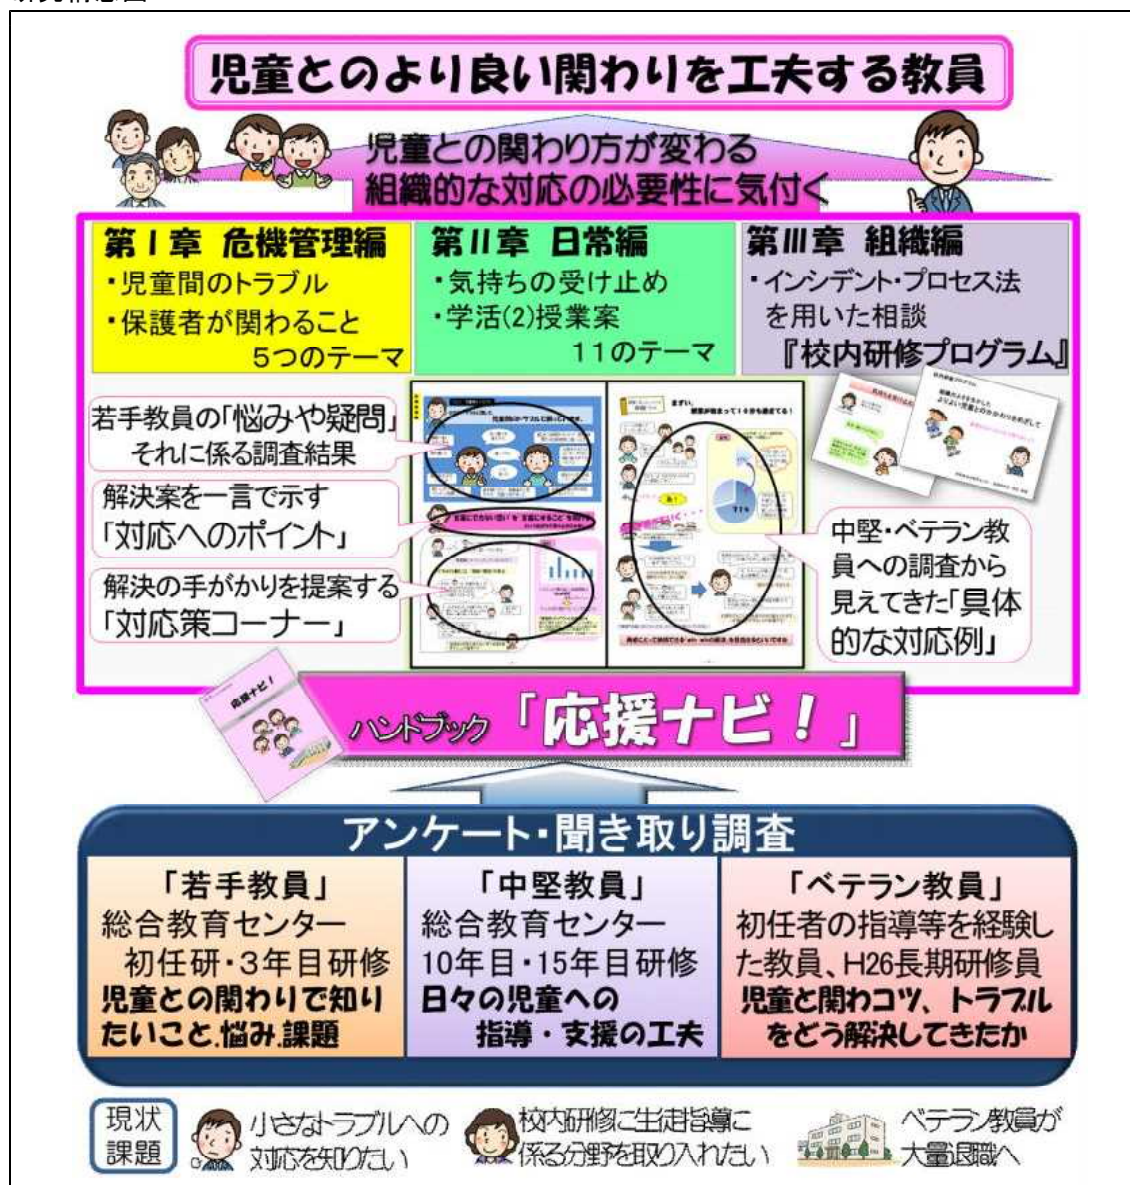 児童とのより良い関わりを工夫する教員
児童との関わり方が変わる
組織的な対応の必要性に気付く
第Ⅰ章 危機管理編
・児童間のトラブル
・保護者が関わること
5つのテーマ
第Ⅱ章 日常編
・気持ちの受け止め
・学活(2)授業案
11のテーマ
第Ⅲ章 組織編
・インシデント・プロセス法
を用いた相談
『校内研修プログラム』
若手教員の「悩みや疑問」
それに係る調査結果
解決案を一言で示す
「対応へのポイント」
解決の手がかりを提案する
「対応策コーナー」
中堅・ベテラン教
員への調査から
見えてきた「具体
的な対応例」
応援ナビ!
ハンドブック「応援ナビ!」
アンケート・聞き取り調査
「若手教員」
総合教育センター
初任研・3年目研修
児童との関わりで知り
たいこと.悩み.課題
「中堅教員」
総合教育センター
10年目・15年目研修
日々の児童への
指導・支援の工夫
「ベテラン教員」
初任者の指導等を経験し
た教員、H26長期研修員
児童と関わコツ、トラブル
をどう解決してきたか
現状
課題
小さなトラブルへの
対応を知りたい
校内研修に生徒指導に
係る分野を取り入れたい
ベテラン教員が
大量退職へ